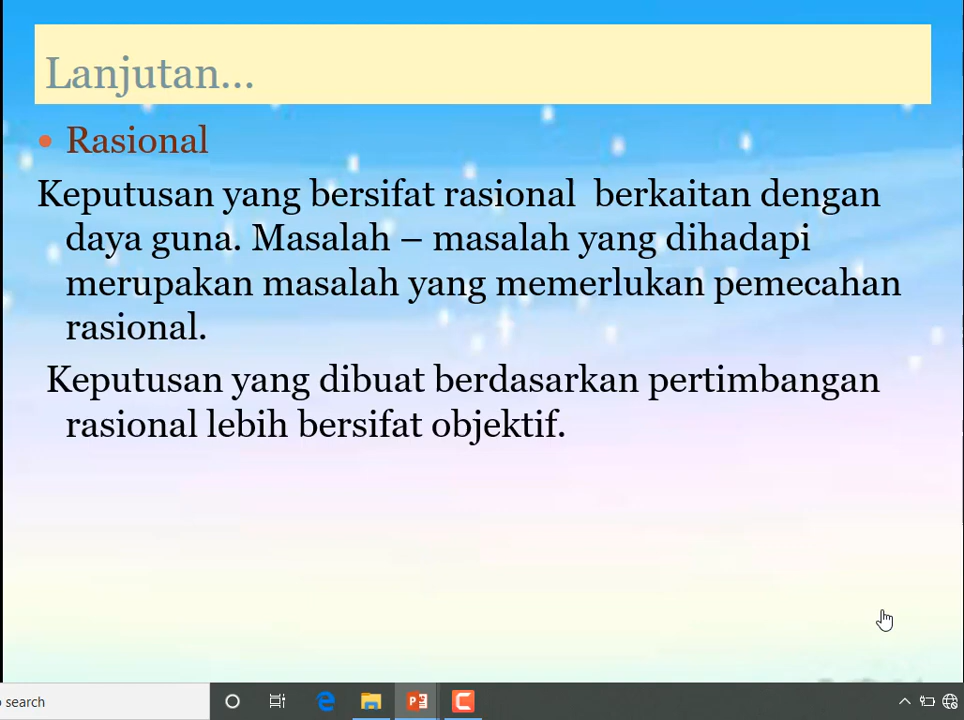 Lanjutan...
• Rasional
Keputusan yang bersifat rasional berkaitan dengan
daya guna. Masalah – masalah yang dihadapi
merupakan masalah yang memerlukan pemecahan
rasional.
Keputusan yang dibuat berdasarkan pertimbangan
rasional lebih bersifat objektif.
search